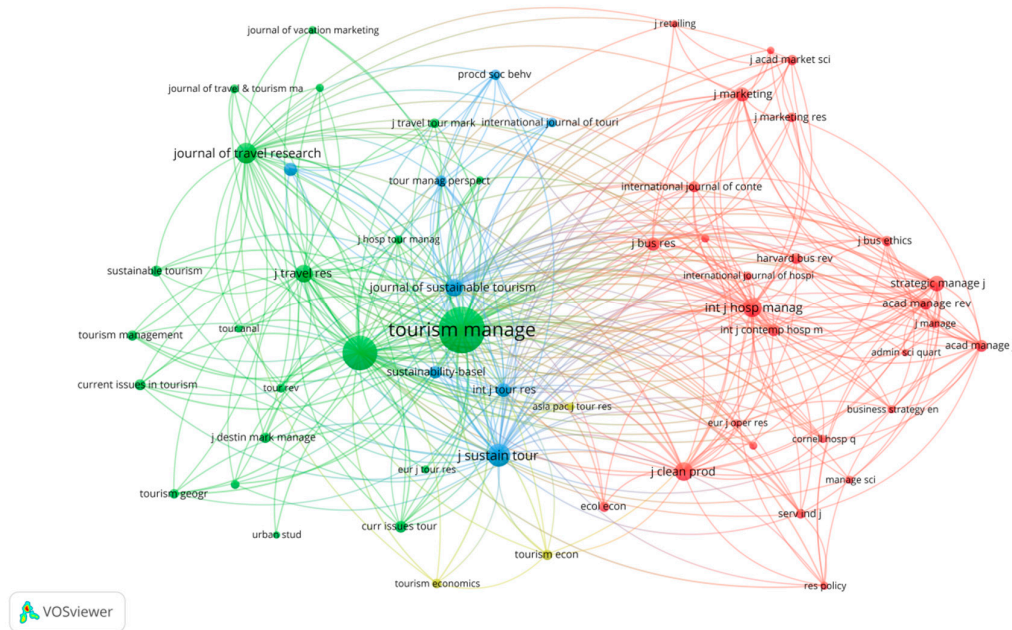 journal of vacation marketing
j retailing
j acad market sci
procd soc behv
journal of travel & tourism ma
j marketing
j travel tour mark
international journal of touri
j marketing res
journal of travel research
tour manag perspect
international journal of conte
j hosp tour manag
j bus res
j bus ethics
harvard bus rev
sustainable tourism
j travel res
international journal of hospi
journal of sustainable tourism
strategic manage j
acad manage rev
int j hosp manag
tourism manage
tour anal
j manage
tourism management
int j contemp hosp m
acad manage
admin sci quart
sustainability-basel
current issues in tourism
tour rev
int j tour res
asia pac j tour res
business strategy en
eur j oper res
j destin mark manage
cornell hosp q
j sustain tour
eur j tour res
j clean prod
manage sci
tourism geogr
ecol econ
serv ind j
curr issues tour
urban stud
tourism econ
tourism economics
res policy
VOSviewer